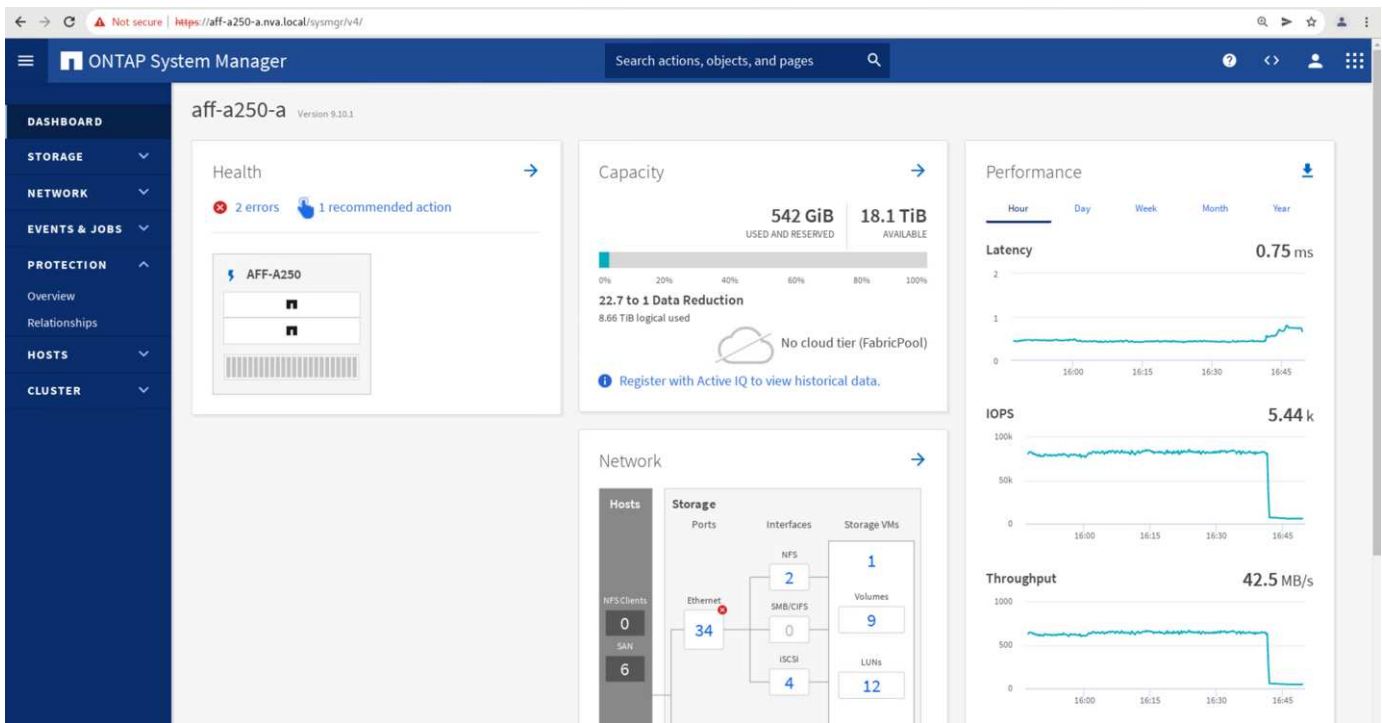 Not secure | https://aff-a250-a.nva.local/sysmgr/v4/
ONTAP System Manager
Search actions, objects, and pages
DASHBOARD
STORAGE
NETWORK
EVENTS & JOBS
PROTECTION
Overview
Relationships
HOSTS
CLUSTER
aff-a250-a Version 9.10.1
Health
2 errors 1 recommended action
AFF-A250
Capacity
542 GiB 18.1 TiB
USED AND RESERVED AVAILABLE
0% 20% 40% 60% 80% 100%
22.7 to 1 Data Reduction
8.66 TiB logical used
No cloud tier (FabricPool)
Register with Active IQ to view historical data.
Network
Hosts
Storage
Ports Interfaces Storage VMs
NFS
1
2
NFS Clients
Ethernet
SMB/CIFS
Volumes
0
34
0
9
SAN
iSCSI
LUNs
6
4
12
Performance
Hour Day Week Month Year
Latency 0.75 ms
2
1
0
16:00 16:15 16:30 16:45
IOPS 5.44 k
100k
50k
0
16:00 16:15 16:30 16:45
Throughput 42.5 MB/s
1000
500
0
16:00 16:15 16:30 16:45